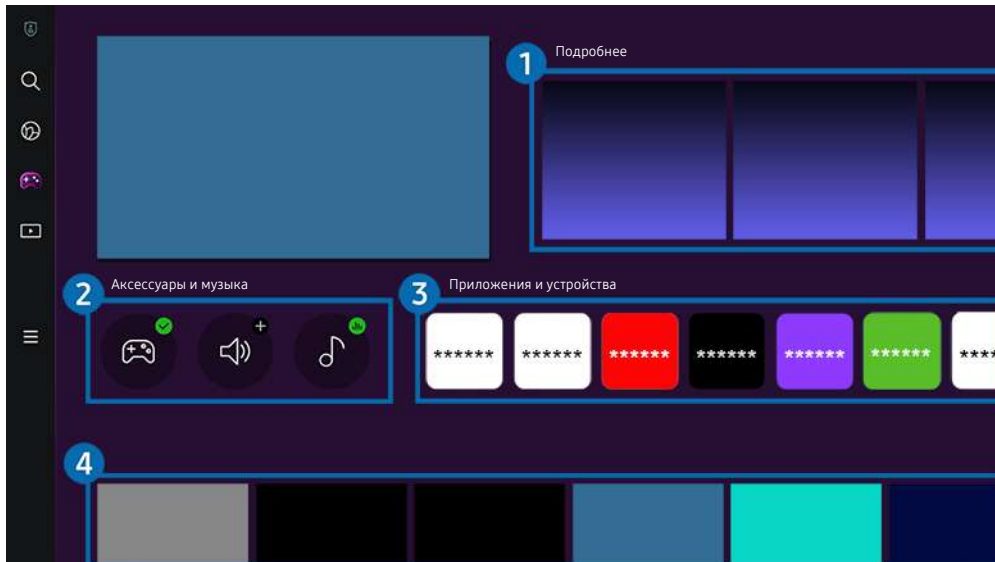 1 Подробнее
2 Аксессуары и музыка
3 Приложения и устройства
****** ****** ****** ****** ****** ****** ****
4